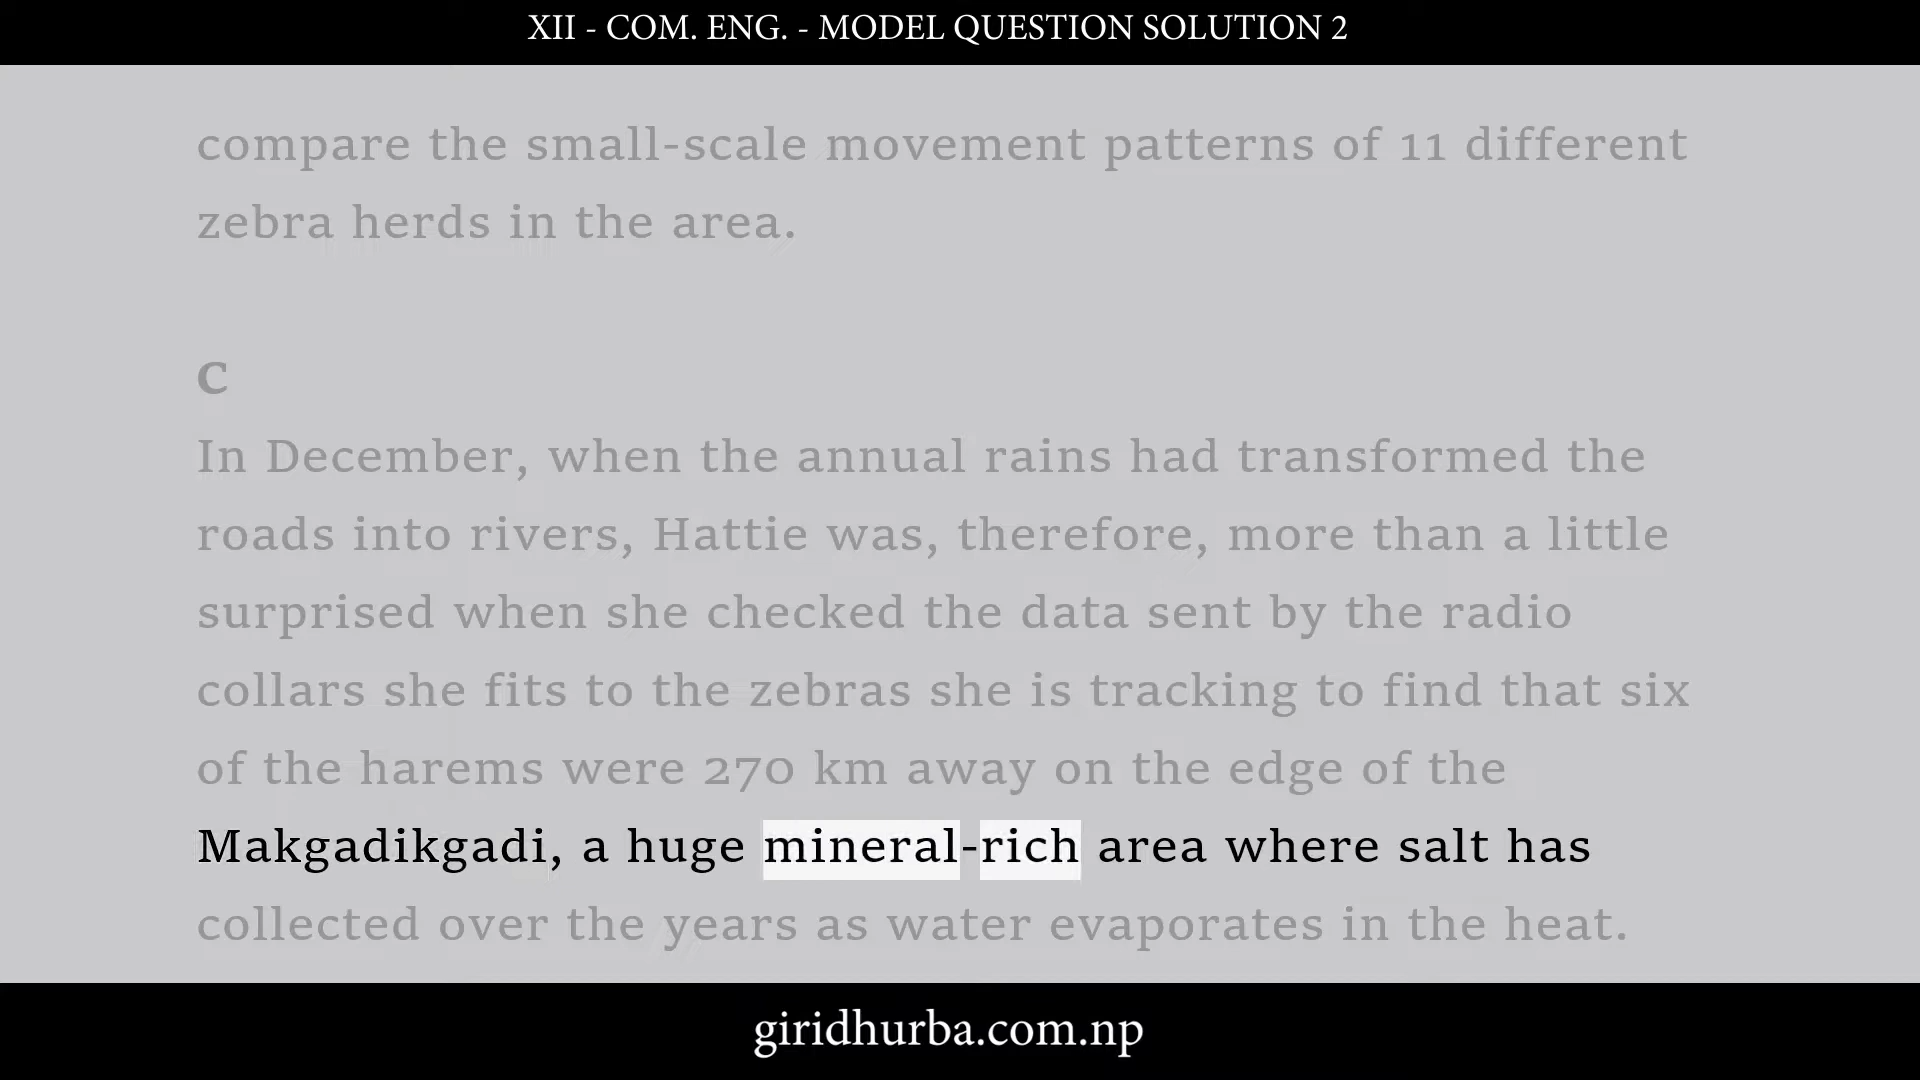 XII - COM. ENG. - MODEL QUESTION SOLUTION 2
compare the small-scale movement patterns of 11 different
zebra herds in the area.
C
In December, when the annual rains had transformed the
roads into rivers, Hattie was, therefore, more than a little
surprised when she checked the data sent by the radio
collars she fits to the zebras she is tracking to find that six
of the harems were 270 km away on the edge of the
Makgadikgadi, a huge mineral-rich area where salt has
collected over the years as water evaporates in the heat.
giridhurba.com.np